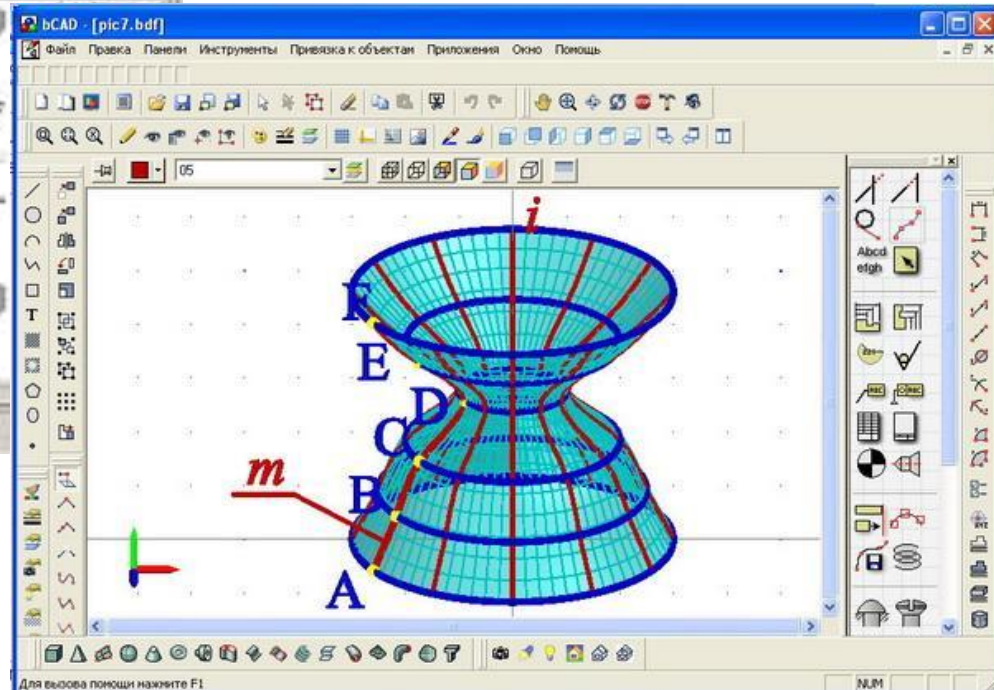 bCAD - [pic7.bdf]
Файл Правка Панели Инструменты Привязка к объектам Приложения Окно Помощь
05
i
Abcd
efgh
F
E
D
C
m
B
A
T
XYZ
Для вызова помощи нажмите F1
NUM